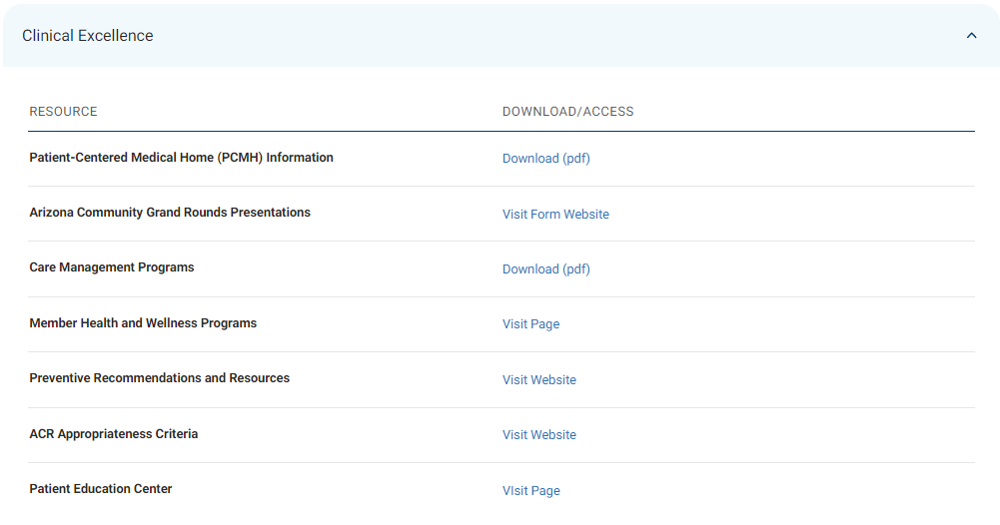 Clinical Excellence
RESOURCE DOWNLOAD/ACCESS
Patient-Centered Medical Home (PCMH) Information Download (pdf)
Arizona Community Grand Rounds Presentations Visit Form Website
Care Management Programs Download (pdf)
Member Health and Wellness Programs Visit Page
Preventive Recommendations and Resources Visit Website
ACR Appropriateness Criteria Visit Website
Patient Education Center VIsit Page